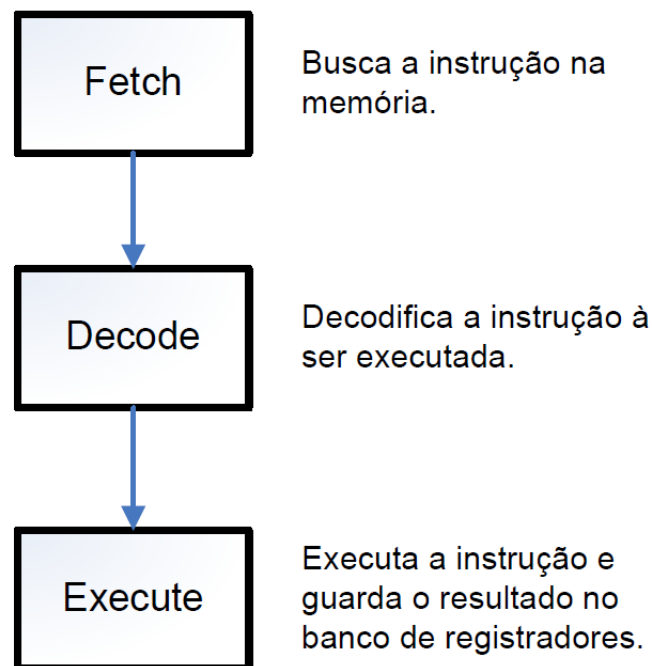 Fetch
Busca a instrução na
memória.
Decode
Decodifica a instrução à
ser executada.
Execute
Executa a instrução e
guarda o resultado no
banco de registradores.